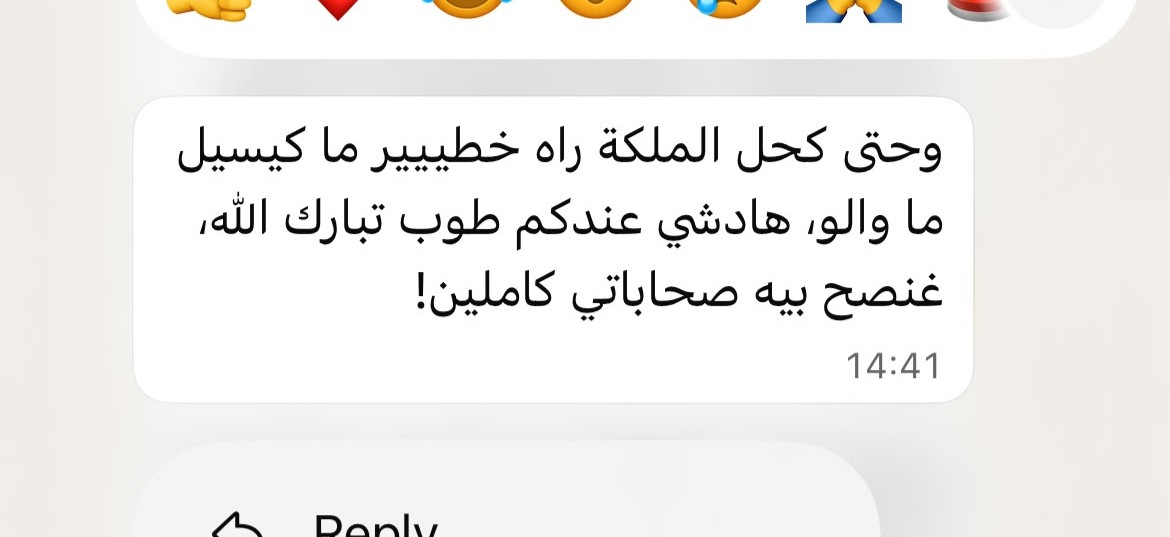 وحتى كحل الملكة راه خطيييير ما كيسيل
ما والو، هادشي عندكم طوب تبارك الله،
غنصح بيه صحاباتي كاملين!
14:41
Reply